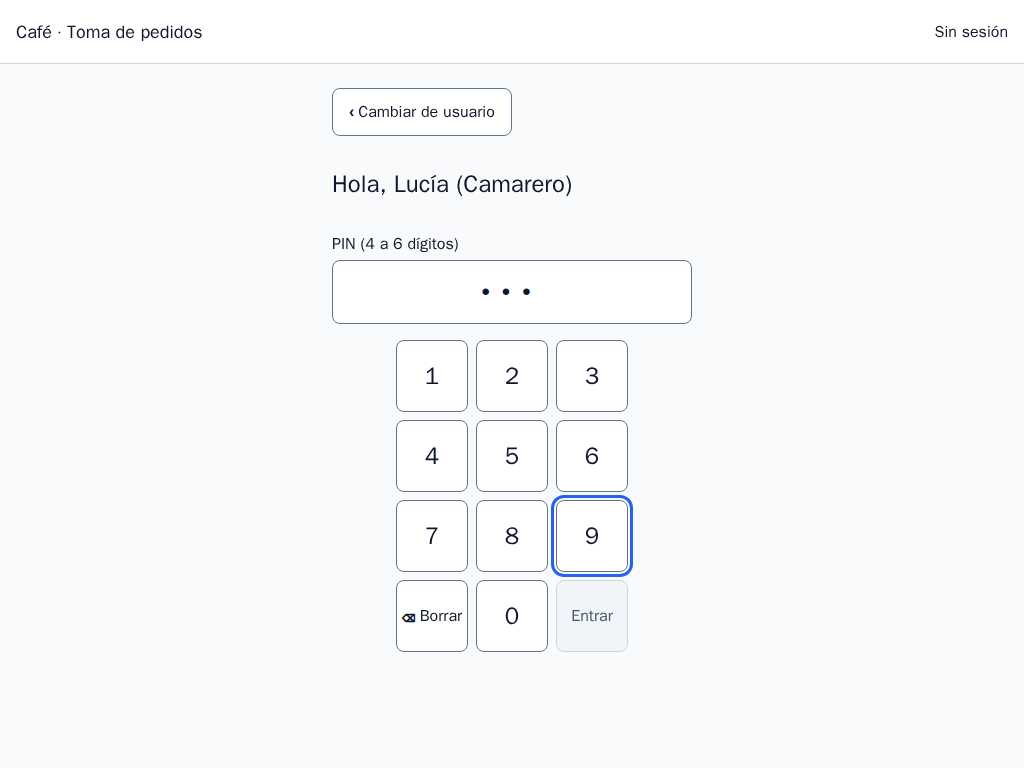 Café · Toma de pedidos
Sin sesión
‹ Cambiar de usuario
Hola, Lucía (Camarero)
PIN (4 a 6 dígitos)
•••
1 2 3
4 5 6
7 8 9
⌫ Borrar 0 Entrar